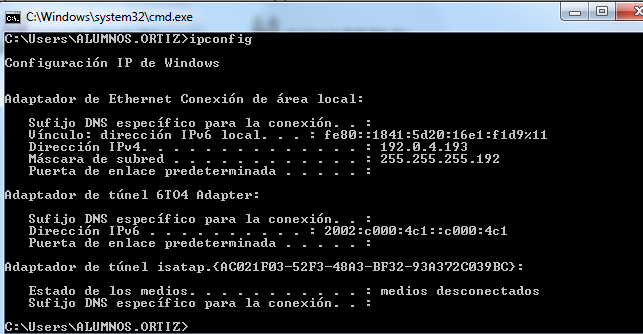 C:\Windows\system32\cmd.exe
C:\Users\ALUMNOS.ORTIZ>ipconfig
Configuración IP de Windows
Adaptador de Ethernet Conexión de área local:
Sufijo DNS específico para la conexión. . :
Vínculo: dirección IPv6 local. . . : fe80::1841:5d20:16e1:f1d9%11
Dirección IPv4. . . . . . . . . . . . . . : 192.0.4.193
Máscara de subred . . . . . . . . . . . . : 255.255.255.192
Puerta de enlace predeterminada . . . . . :
Adaptador de túnel 6TO4 Adapter:
Sufijo DNS específico para la conexión. . :
Dirección IPv6 . . . . . . . . . . : 2002:c000:4c1::c000:4c1
Puerta de enlace predeterminada . . . . . :
Adaptador de túnel isatap.{AC021F03-52F3-48A3-BF32-93A372C039BC}:
Estado de los medios. . . . . . . . . . . : medios desconectados
Sufijo DNS específico para la conexión. . :
C:\Users\ALUMNOS.ORTIZ>